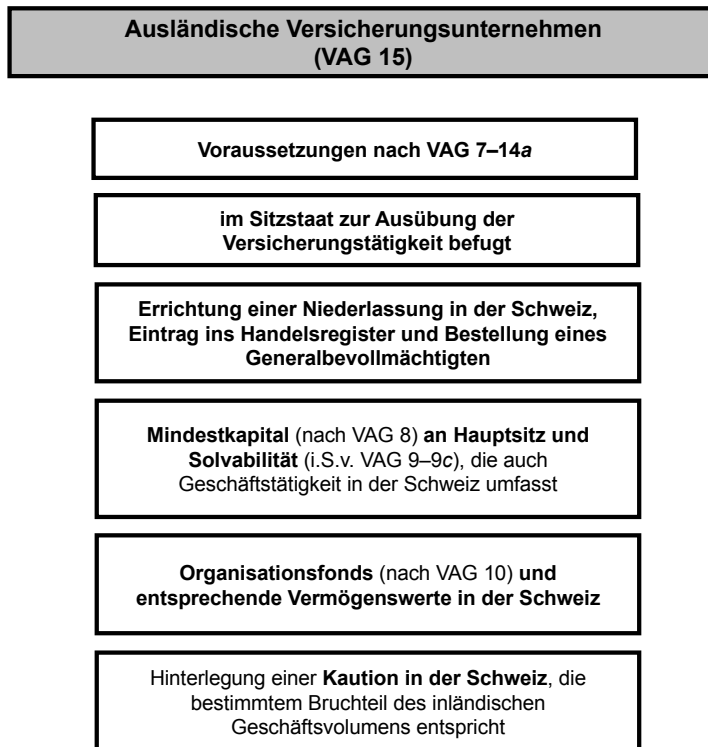 Ausländische Versicherungsunternehmen
(VAG 15)
Voraussetzungen nach VAG 7–14a
im Sitzstaat zur Ausübung der
Versicherungstätigkeit befugt
Errichtung einer Niederlassung in der Schweiz,
Eintrag ins Handelsregister und Bestellung eines
Generalbevollmächtigten
Mindestkapital (nach VAG 8) an Hauptsitz und
Solvabilität (i.S.v. VAG 9–9c), die auch
Geschäftstätigkeit in der Schweiz umfasst
Organisationsfonds (nach VAG 10) und
entsprechende Vermögenswerte in der Schweiz
Hinterlegung einer Kaution in der Schweiz, die
bestimmtem Bruchteil des inländischen
Geschäftsvolumens entspricht